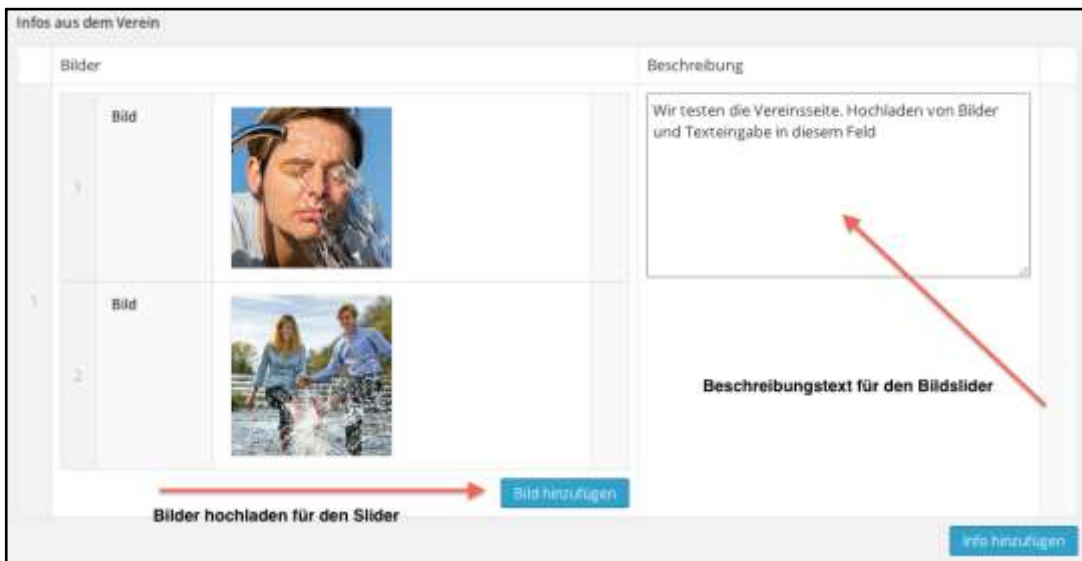 Infos aus dem Verein
Bilder
Beschreibung
Bild
Wir testen die Vereinsseite. Hochladen von Bilder
und Texteingabe in diesem Feld
1
1
Bild
2
Beschreibungstext für den Bildslider
Bild hinzufügen
Bilder hochladen für den Slider
Info hinzufügen